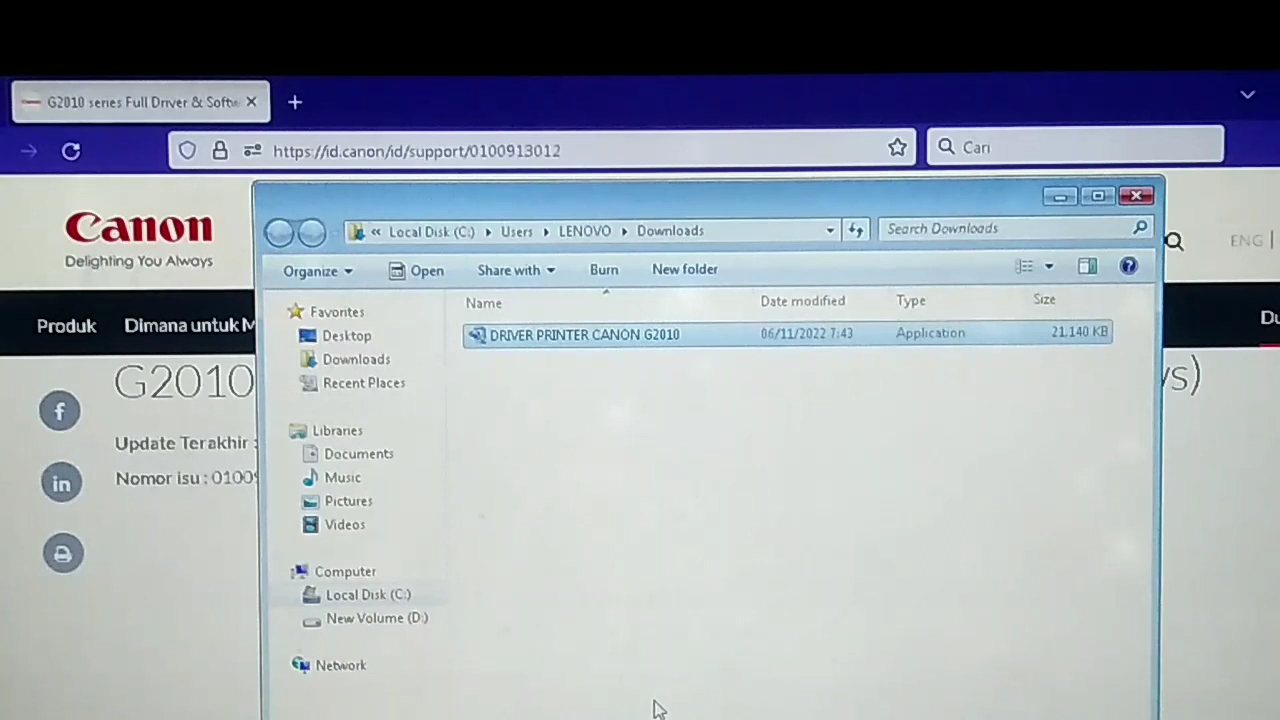 G2010 series Full Driver & Softw
https://id.canon/id/support/0100913012
Cari
Canon
Delighting You Always
ENG
Produk
Dimana untuk M
Du
G2010
ys)
Update Terakhir :
Nomor isu : 01009
Local Disk (C:)
Users
LENOVO
Downloads
Search Downloads
Organize
Open
Share with
Burn
New folder
Favorites
Desktop
Downloads
Recent Places
Libraries
Documents
Music
Pictures
Videos
Computer
Local Disk (C:)
New Volume (D:)
Network
Name
Date modified
Type
Size
DRIVER PRINTER CANON G2010
06/11/2022 7:43
Application
21.140 KB
f
in